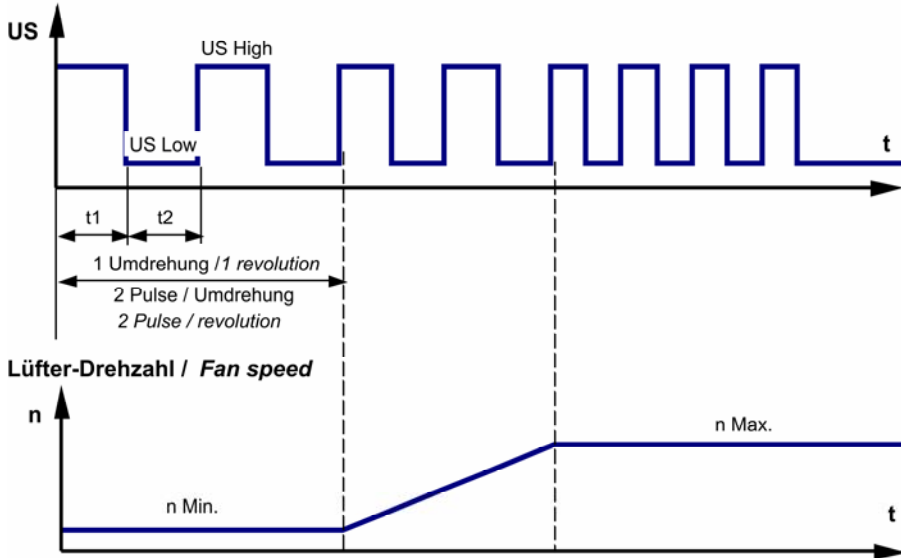 US
US High
US Low
t
t1
t2
1 Umdrehung /1 revolution
2 Pulse / Umdrehung
2 Pulse / revolution
Lüfter-Drehzahl / Fan speed
n
n Max.
n Min.
t